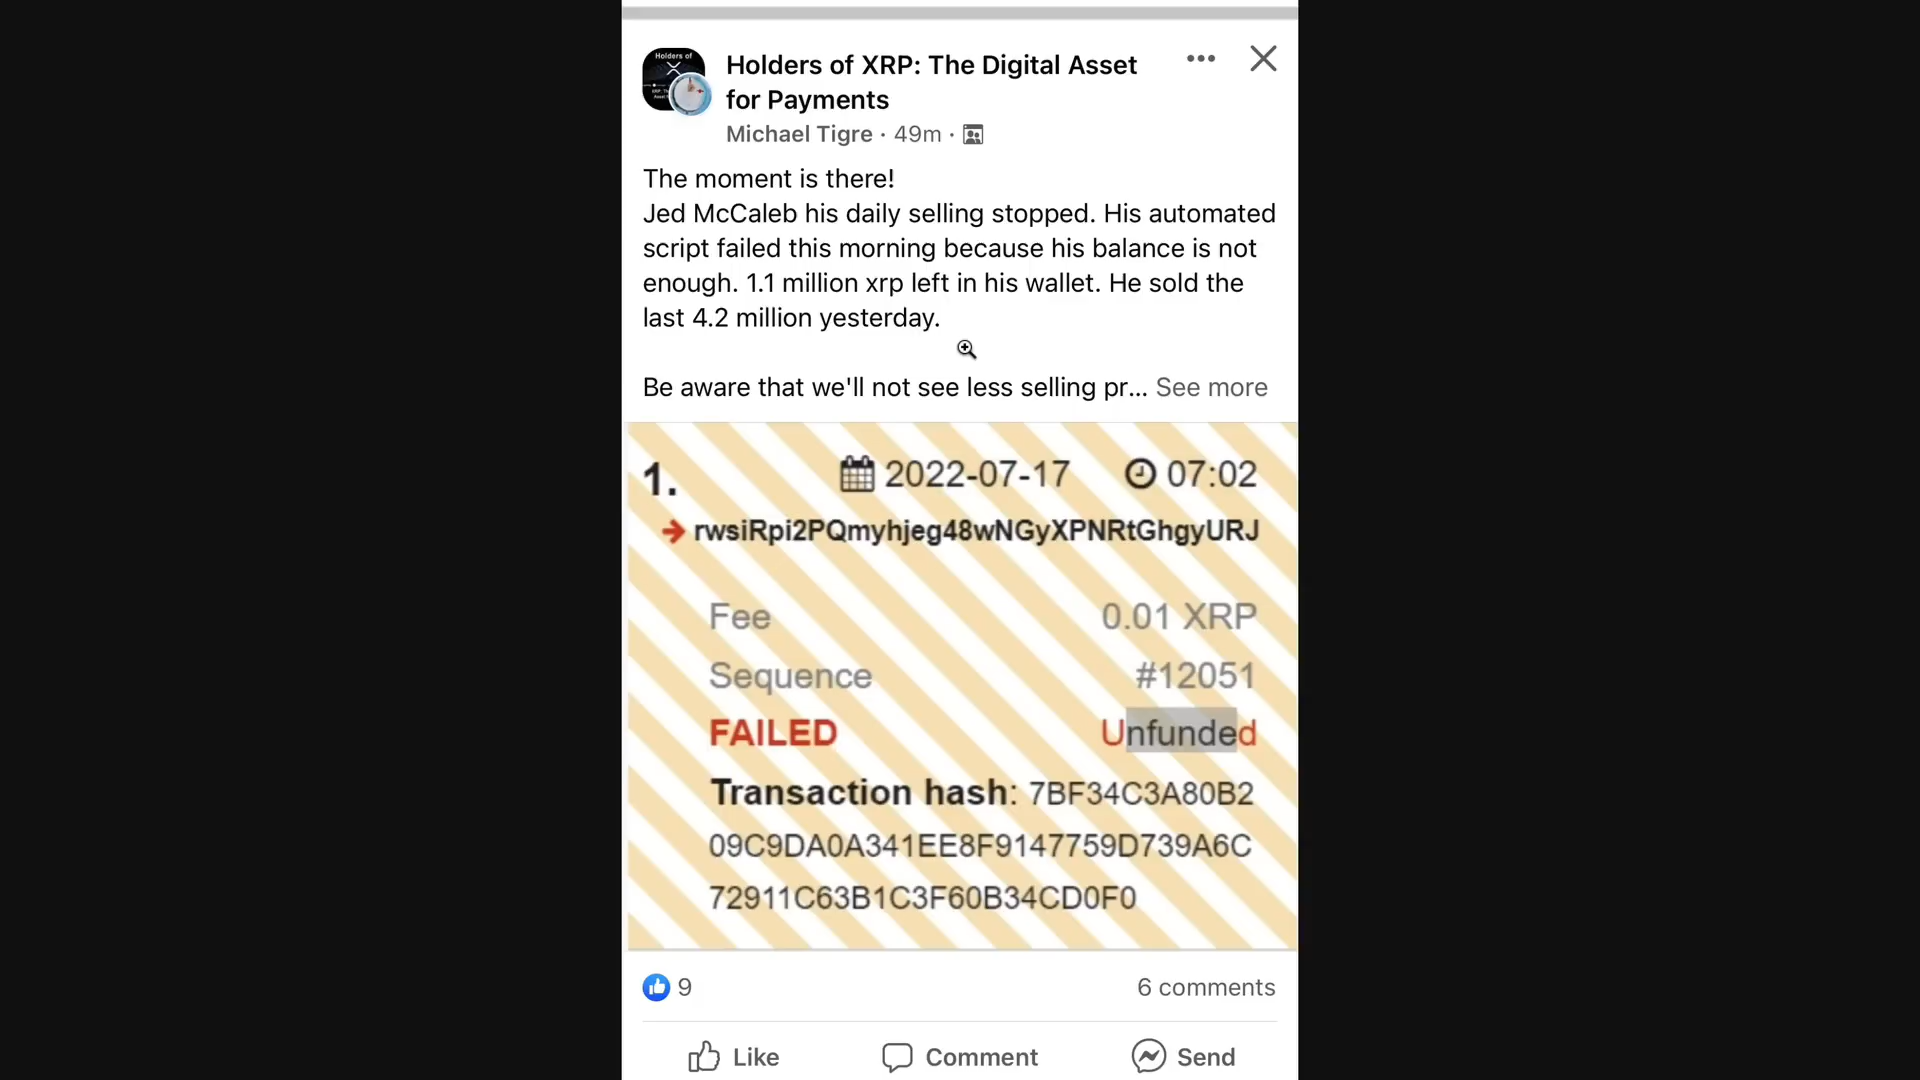 Holders of
Holders of XRP: The Digital Asset
for Payments
Michael Tigre · 49m ·
The moment is there!
Jed McCaleb his daily selling stopped. His automated
script failed this morning because his balance is not
enough. 1.1 million xrp left in his wallet. He sold the
last 4.2 million yesterday.
Be aware that we'll not see less selling pr... See more
1. 2022-07-17 07:02
rwsiRpi2PQmyhjeg48wNGyXPNRtGhgyURJ
Fee 0.01 XRP
Sequence #12051
FAILED Unfunded
Transaction hash: 7BF34C3A80B2
09C9DA0A341EE8F9147759D739A6C
72911C63B1C3F60B34CD0F0
9 6 comments
Like Comment Send